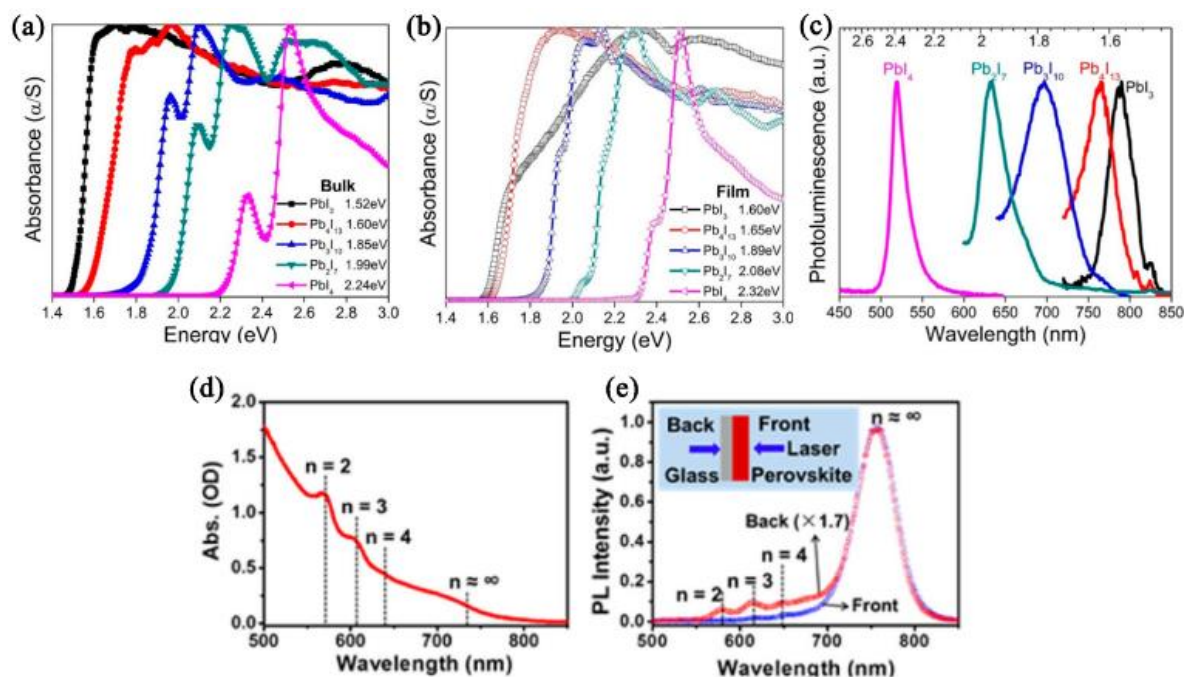 (a)
Absorbance (α/S)
Bulk
PbI3 1.52eV
Pb4I13 1.60eV
Pb3I10 1.85eV
Pb2I7 1.99eV
PbI4 2.24eV
1.4 1.6 1.8 2.0 2.2 2.4 2.6 2.8 3.0
Energy (eV)
(b)
Absorbance (α/S)
Film
PbI3 1.60eV
Pb4I13 1.65eV
Pb3I10 1.89eV
Pb2I7 2.08eV
PbI4 2.32eV
1.4 1.6 1.8 2.0 2.2 2.4 2.6 2.8 3.0
Energy (eV)
(c)
2.6 2.4 2.2 2 1.8 1.6
Photoluminescence (a.u.)
PbI4
Pb2I7
Pb3I10
Pb4I13
PbI3
450 500 550 600 650 700 750 800 850
Wavelength (nm)
(d)
Abs. (OD)
2.0
1.5
1.0
0.5
0.0
n = 2
n = 3
n = 4
n ≈ ∞
500 600 700 800
Wavelength (nm)
(e)
PL Intensity (a.u.)
1.0
0.8
0.6
0.4
0.2
0.0
Back Front
Laser
Glass Perovskite
n ≈ ∞
Back (×1.7)
n = 4
n = 3
n = 2
Front
500 600 700 800
Wavelength (nm)